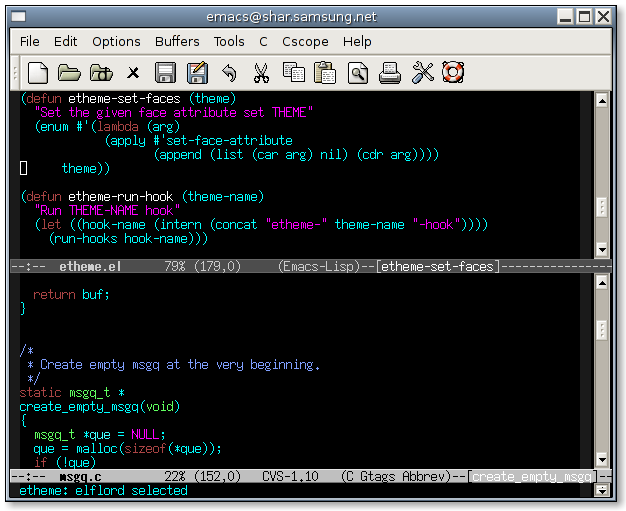 emacs@shar.samsung.net
File Edit Options Buffers Tools C Cscope Help
(defun etheme-set-faces (theme)
  "Set the given face attribute set THEME"
  (enum #'(lambda (arg)
            (apply #'set-face-attribute
                   (append (list (car arg) nil) (cdr arg))))
      theme))
(defun etheme-run-hook (theme-name)
  "Run THEME-NAME hook"
  (let ((hook-name (intern (concat "etheme-" theme-name "-hook"))))
    (run-hooks hook-name)))
--:--  etheme.el      79% (179,0)     (Emacs-Lisp)--[etheme-set-faces]----------------
  return buf;
}
/*
 * Create empty msgq at the very beginning.
 */
static msgq_t *
create_empty_msgq(void)
{
  msgq_t *que = NULL;
  que = malloc(sizeof(*que));
  if (!que)
--:--  msgq.c         22% (152,0)   CVS-1.10   (C Gtags Abbrev)--[create_empty_msgq]
etheme: elflord selected